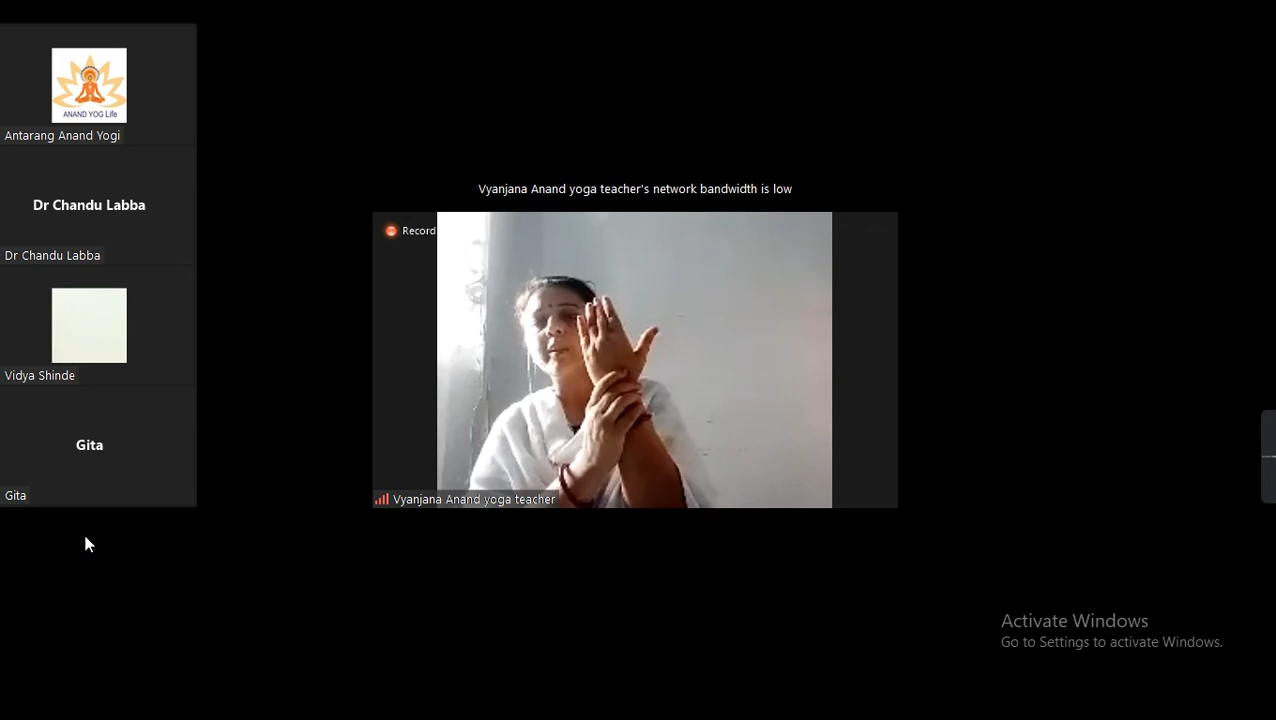 ANAND YOG Life
Antarang Anand Yogi
Dr Chandu Labba
Dr Chandu Labba
Vidya Shinde
Gita
Gita
Vyanjana Anand yoga teacher's network bandwidth is low
Record
Vyanjana Anand yoga teacher
Activate Windows
Go to Settings to activate Windows.